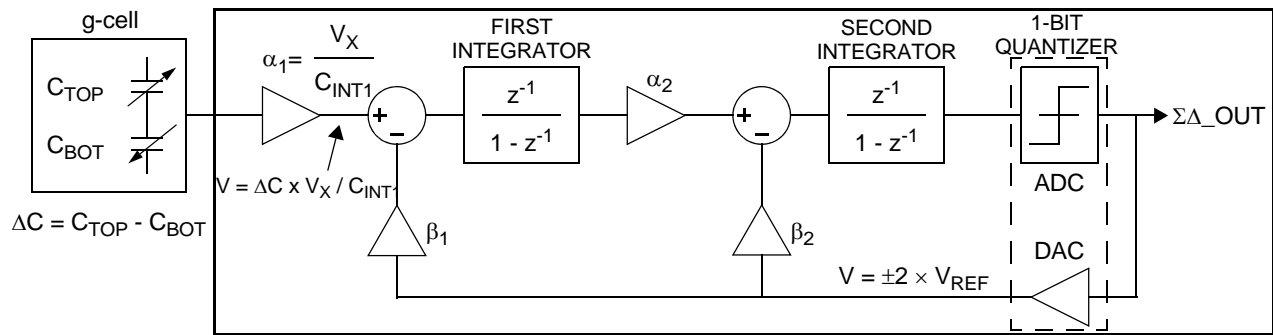 g-cell
C_TOP
C_BOT
ΔC = C_TOP - C_BOT
α₁= V_X / C_INT1
V = ΔC x V_X / C_INT1
FIRST
INTEGRATOR
z⁻¹
1 - z⁻¹
α₂
SECOND
INTEGRATOR
z⁻¹
1 - z⁻¹
1-BIT
QUANTIZER
ADC
ΣΔ_OUT
β₁
β₂
DAC
V = ±2 × V_REF
+
-
+
-